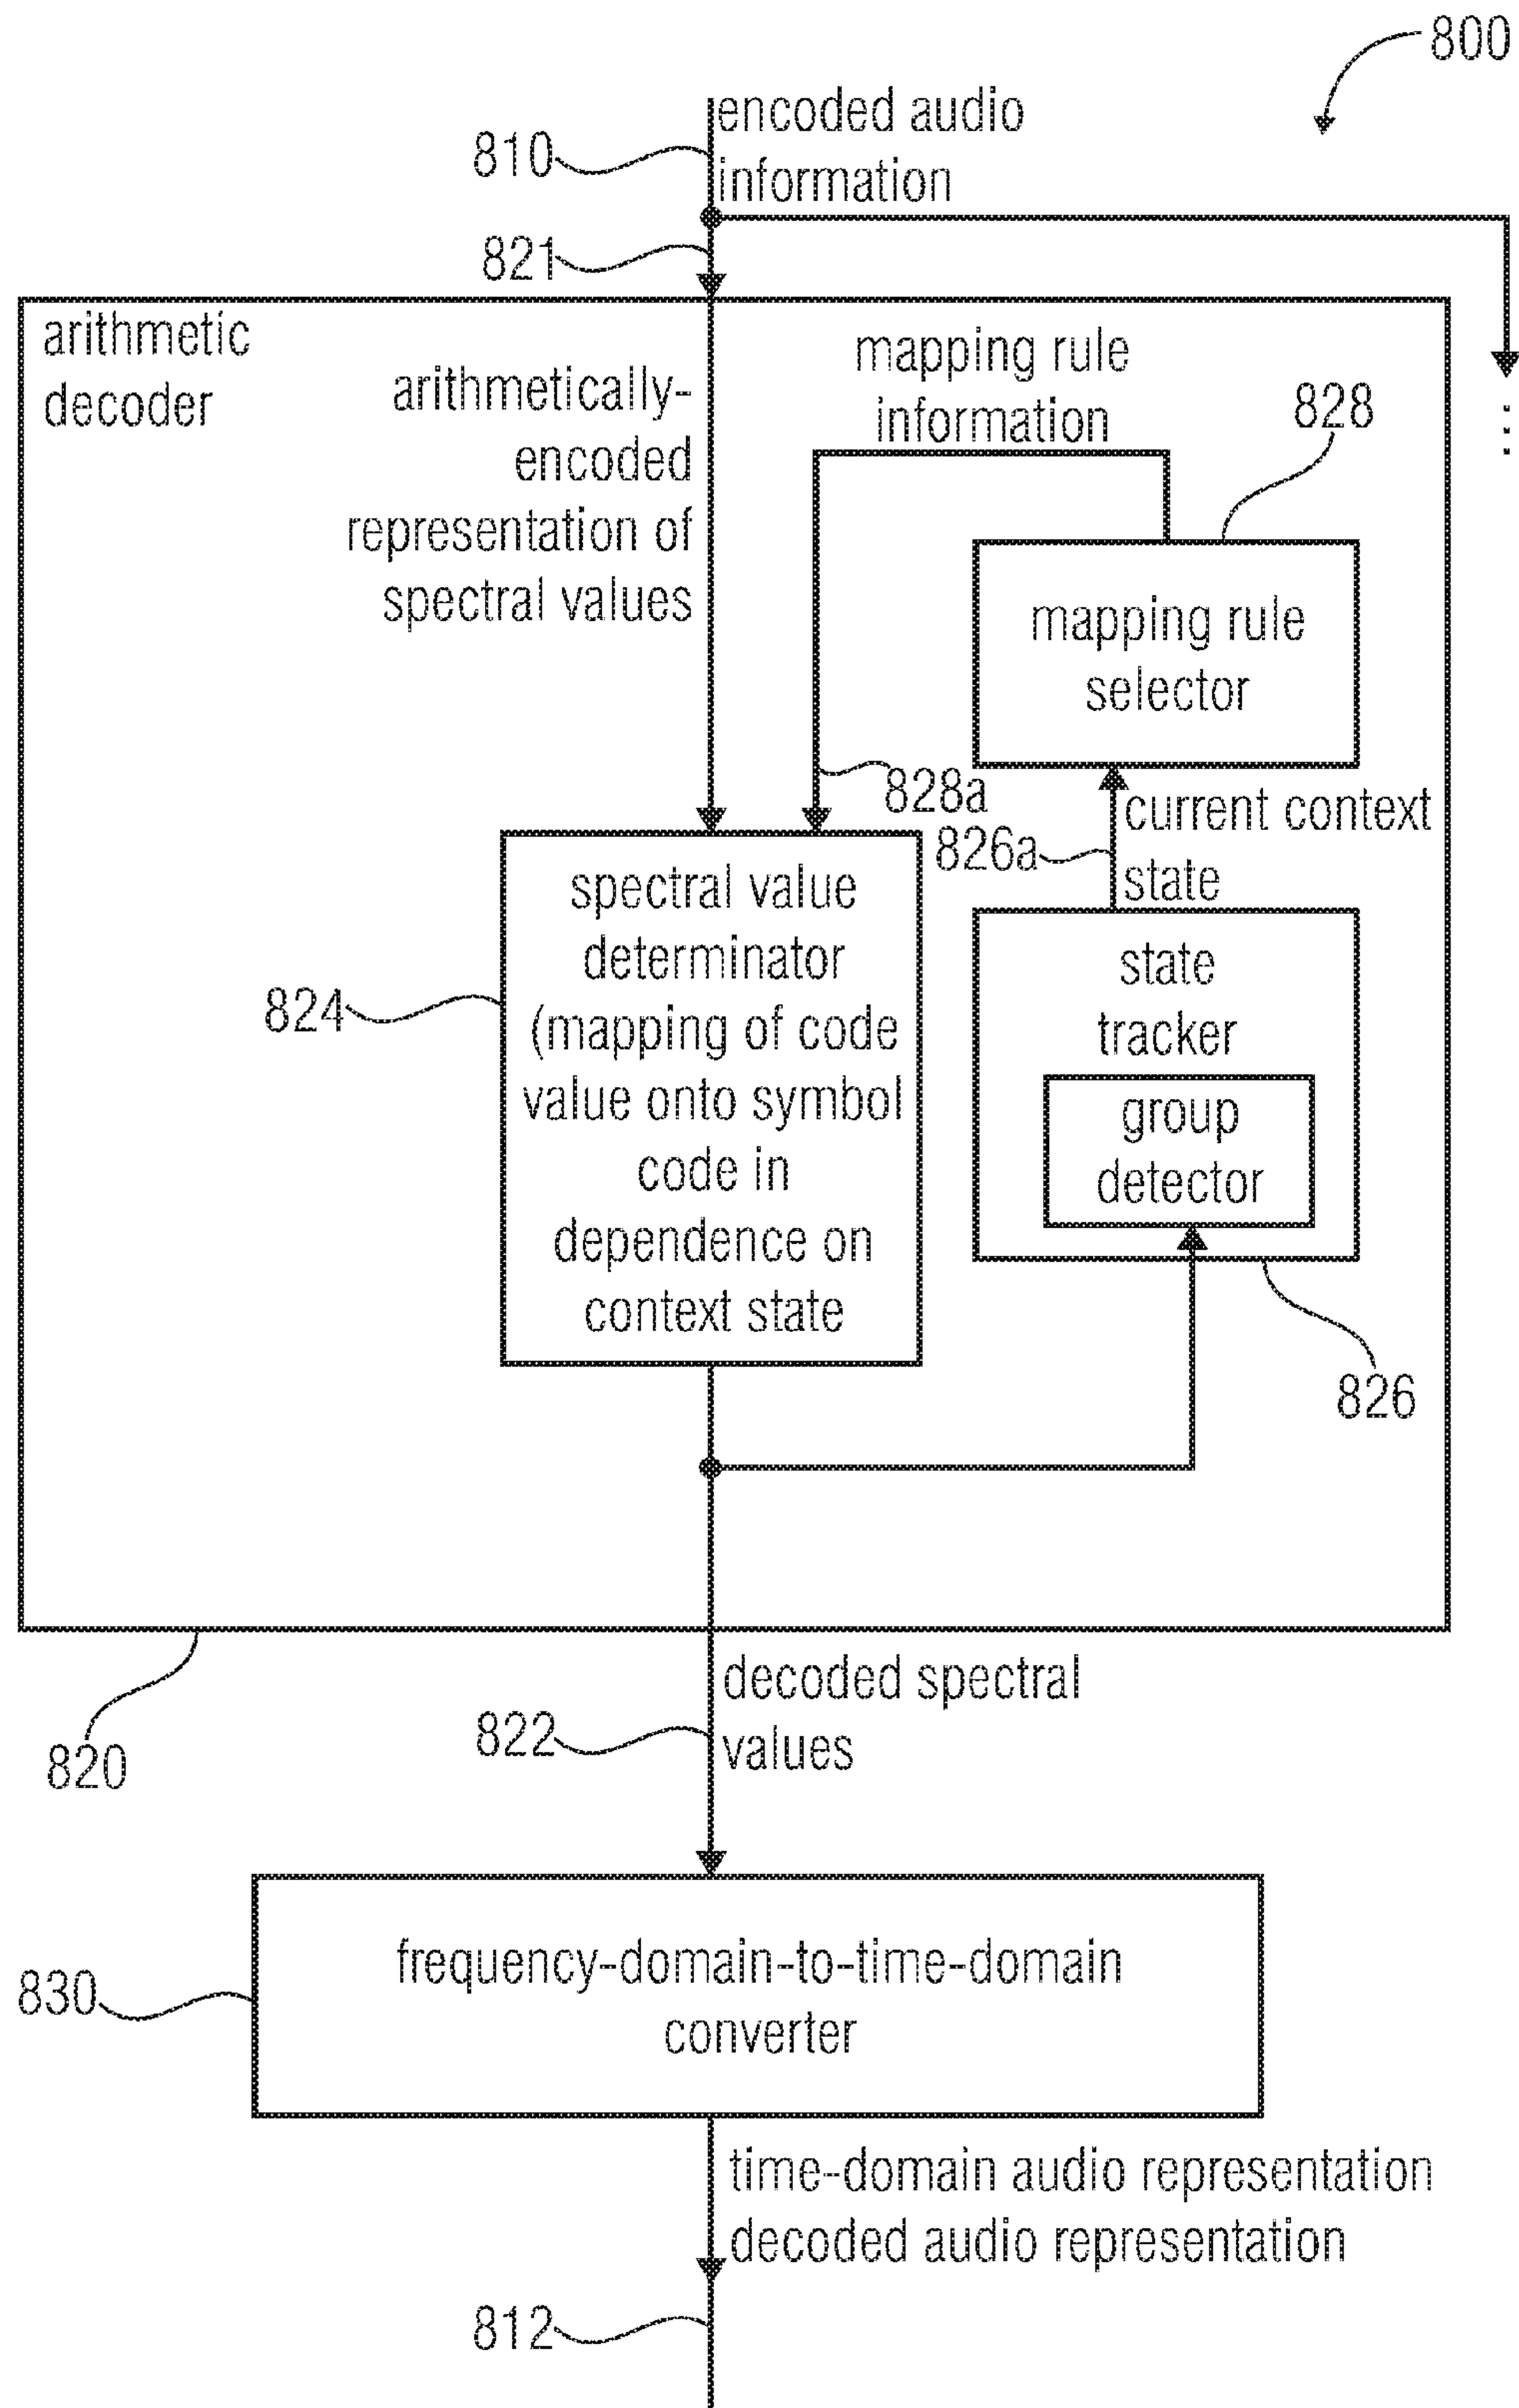 800
encoded audio
information
810
821
arithmetic
decoder
arithmetically-
encoded
representation of
spectral values
mapping rule
information
828
mapping rule
selector
828a
current context
state
826a
spectral value
determinator
(mapping of code
value onto symbol
code in
dependence on
context state
824
state
tracker
group
detector
826
820
decoded spectral
values
822
frequency-domain-to-time-domain
converter
830
time-domain audio representation
decoded audio representation
812